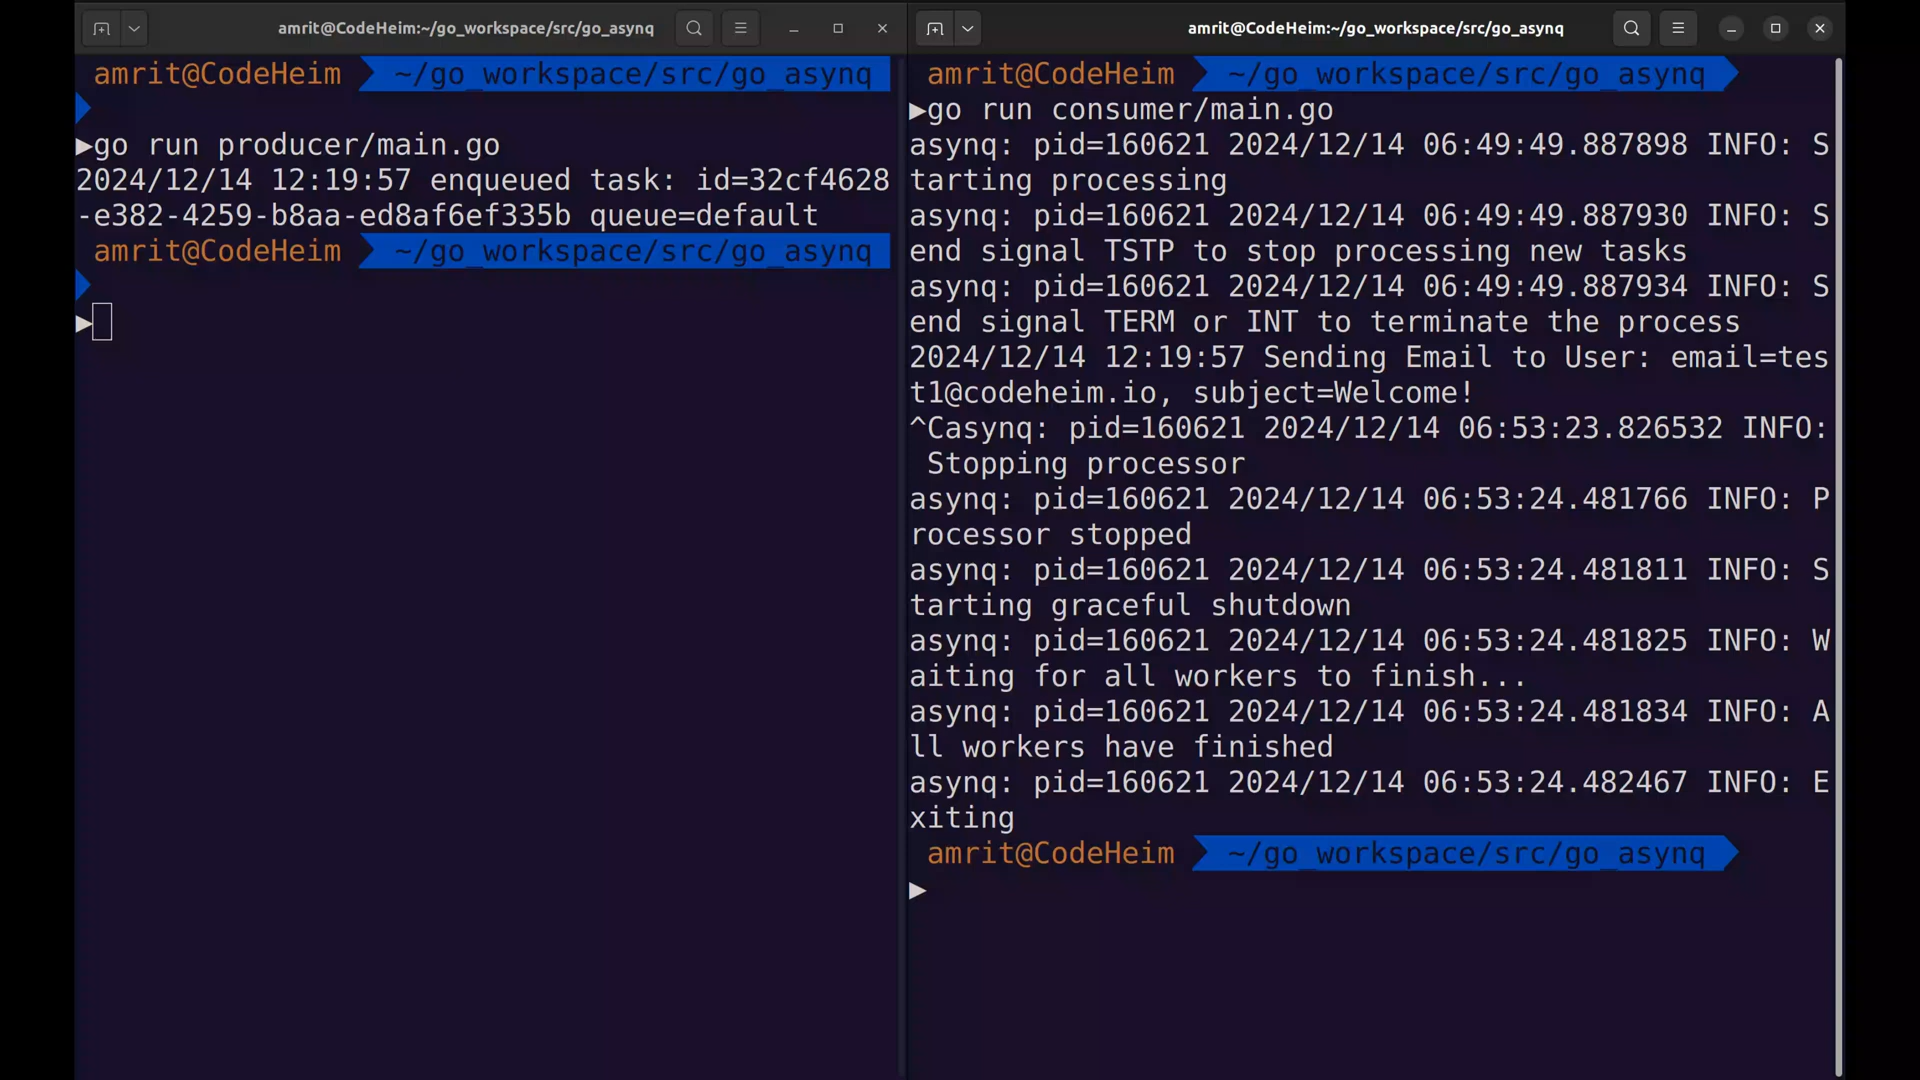 amrit@CodeHeim:~/go_workspace/src/go_asynq
amrit@CodeHeim ~/go_workspace/src/go_asynq
▶go run producer/main.go
2024/12/14 12:19:57 enqueued task: id=32cf4628
-e382-4259-b8aa-ed8af6ef335b queue=default
amrit@CodeHeim ~/go_workspace/src/go_asynq
▶
amrit@CodeHeim:~/go_workspace/src/go_asynq
amrit@CodeHeim ~/go_workspace/src/go_asynq
▶go run consumer/main.go
asynq: pid=160621 2024/12/14 06:49:49.887898 INFO: S
tarting processing
asynq: pid=160621 2024/12/14 06:49:49.887930 INFO: S
end signal TSTP to stop processing new tasks
asynq: pid=160621 2024/12/14 06:49:49.887934 INFO: S
end signal TERM or INT to terminate the process
2024/12/14 12:19:57 Sending Email to User: email=tes
t1@codeheim.io, subject=Welcome!
^Casynq: pid=160621 2024/12/14 06:53:23.826532 INFO:
 Stopping processor
asynq: pid=160621 2024/12/14 06:53:24.481766 INFO: P
rocessor stopped
asynq: pid=160621 2024/12/14 06:53:24.481811 INFO: S
tarting graceful shutdown
asynq: pid=160621 2024/12/14 06:53:24.481825 INFO: W
aiting for all workers to finish...
asynq: pid=160621 2024/12/14 06:53:24.481834 INFO: A
ll workers have finished
asynq: pid=160621 2024/12/14 06:53:24.482467 INFO: E
xiting
amrit@CodeHeim ~/go_workspace/src/go_asynq
▶